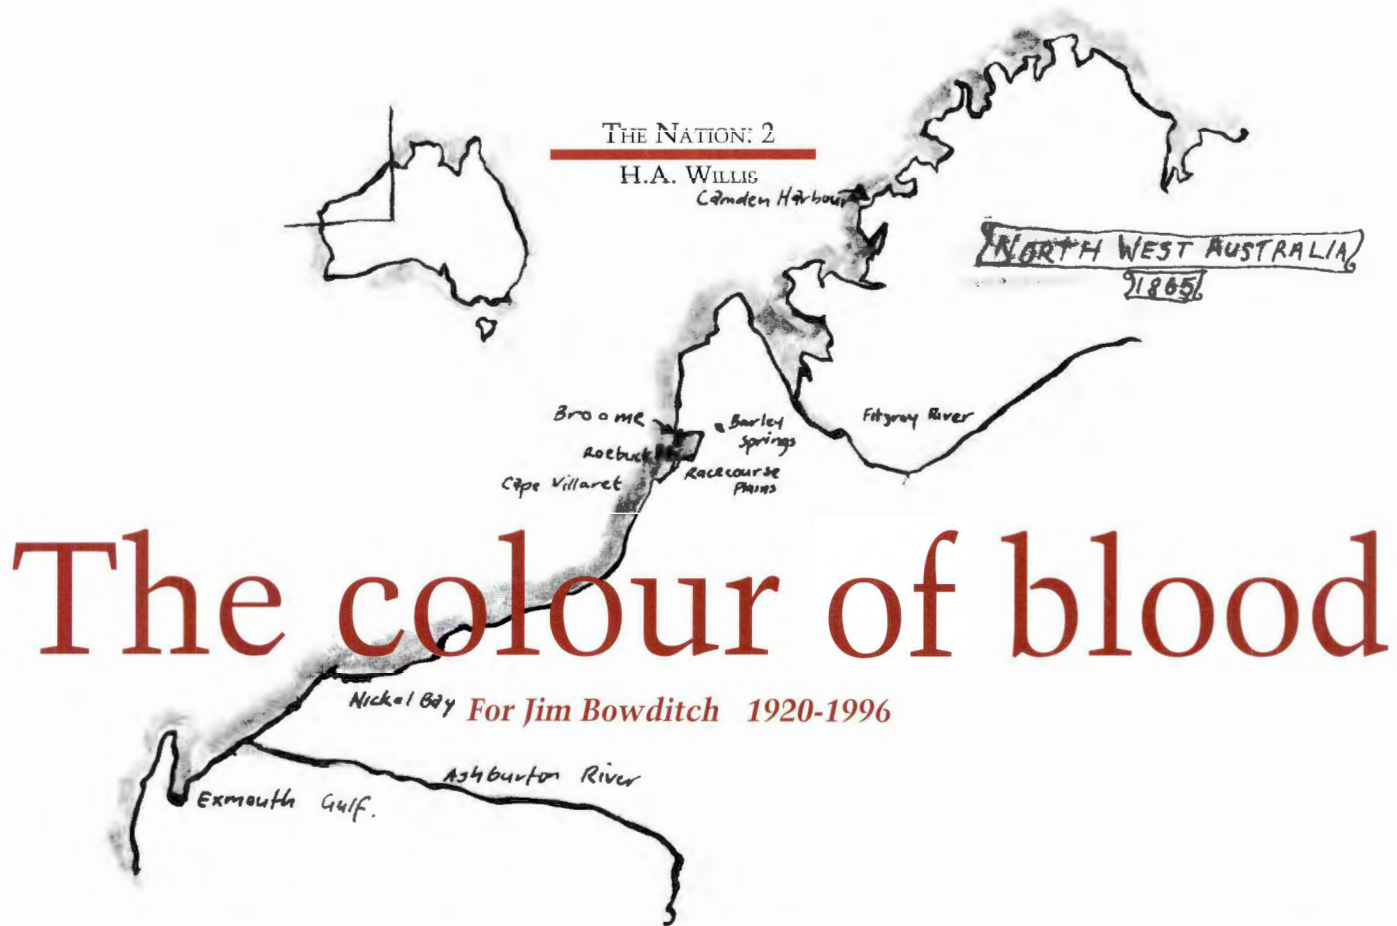 THE NATION: 2
H.A. WILLIS
Camden Harbour
NORTH WEST AUSTRALIA
1865
Broome
Barley
Springs
Fitzroy River
Roebuck
Racecourse
Plains
Cape Villaret
The colour of blood
Nickol Bay
For Jim Bowditch 1920-1996
Ashburton River
Exmouth Gulf.